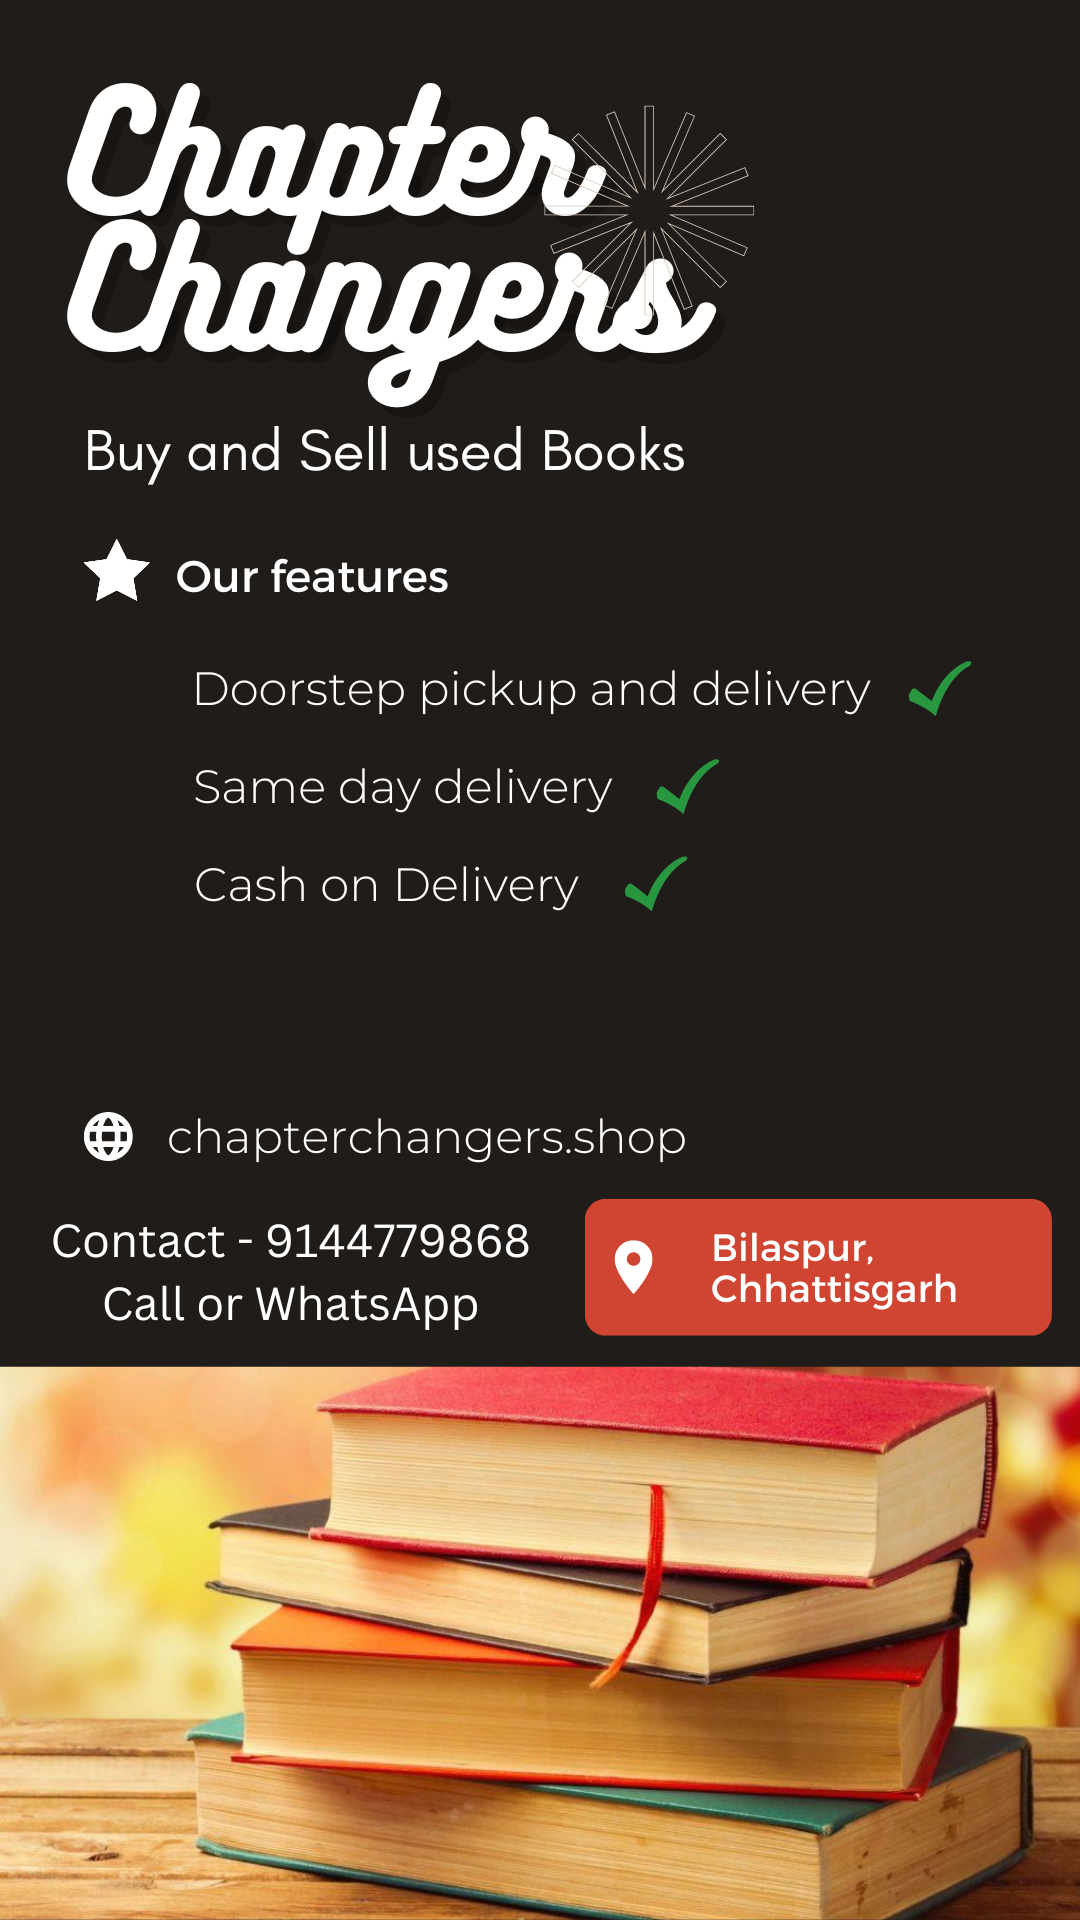 Chapter
Changers
Buy and Sell used Books
Our features
Doorstep pickup and delivery
Same day delivery
Cash on Delivery
chapterchangers.shop
Contact - 9144779868
Call or WhatsApp
Bilaspur,
Chhattisgarh